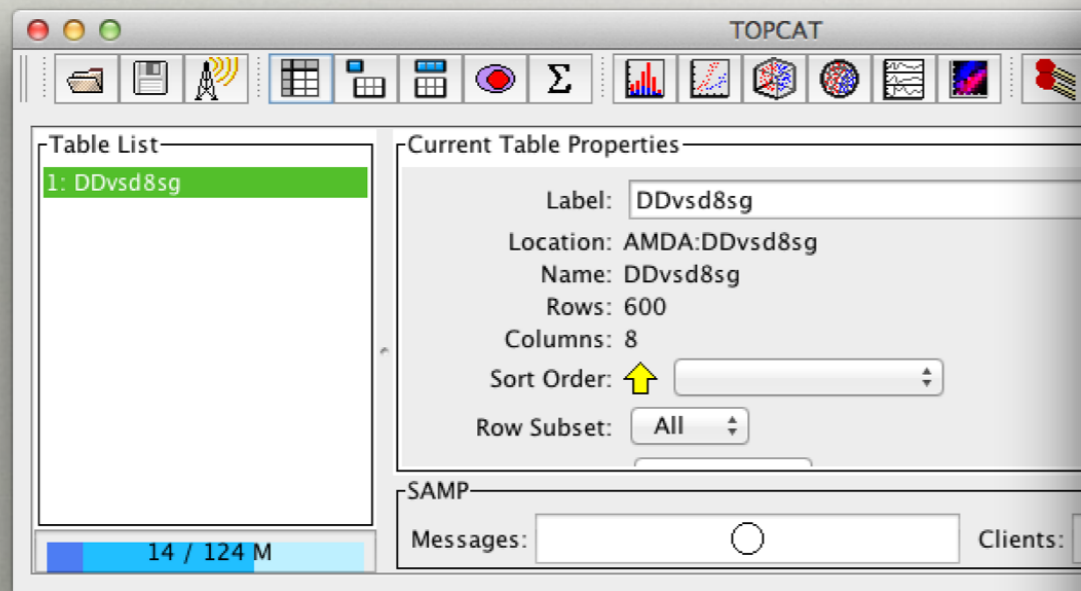 TOPCAT
Σ
Table List
1: DDvsd8sg
14 / 124 M
Current Table Properties
Label: DDvsd8sg
Location: AMDA:DDvsd8sg
Name: DDvsd8sg
Rows: 600
Columns: 8
Sort Order:
Row Subset: All
SAMP
Messages: Clients: